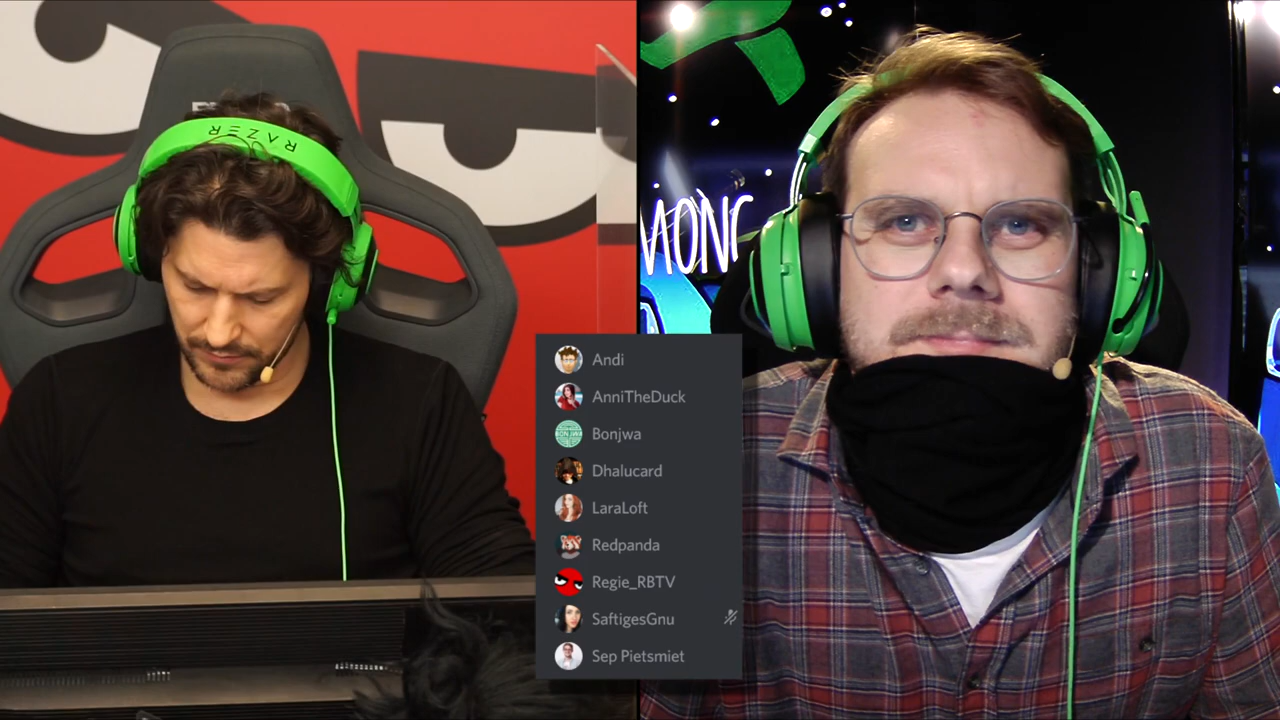 RAZER
MONG
Andi
AnniTheDuck
Bonjwa
Dhalucard
LaraLoft
Redpanda
Regie_RBTV
SaftigesGnu
Sep Pietsmiet